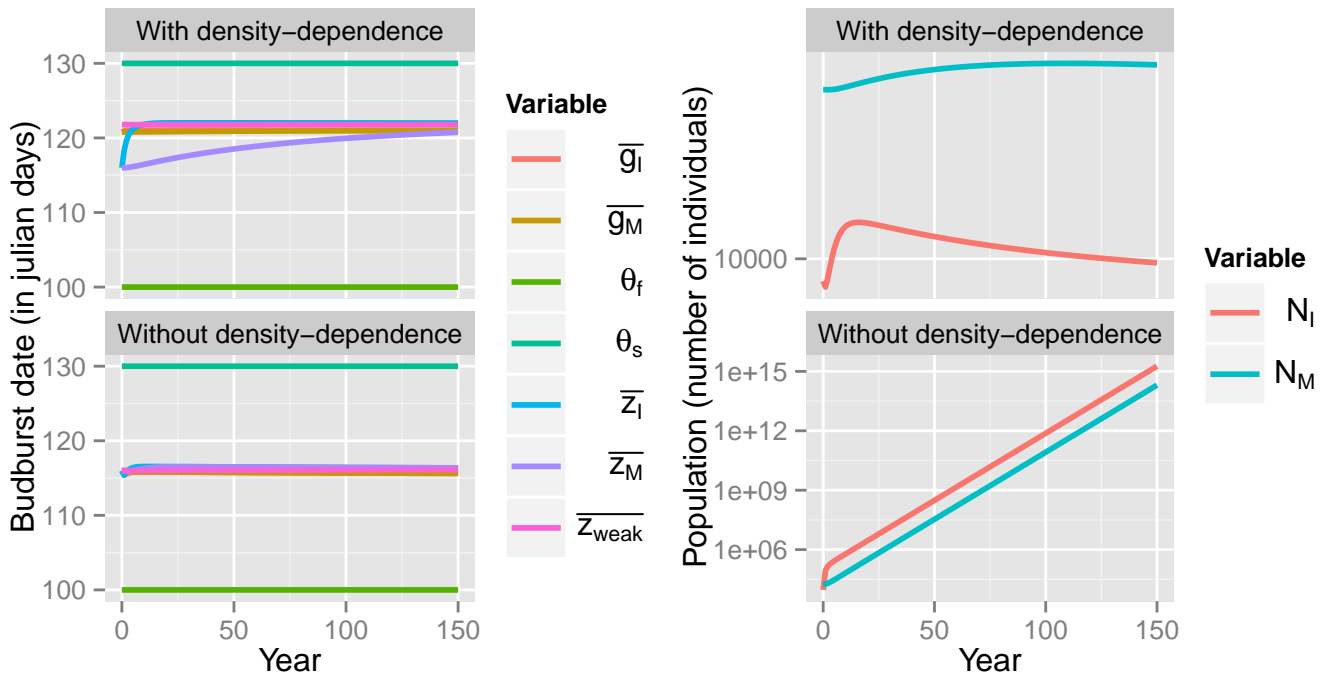 With density−dependence
130
120
110
100
Without density−dependence
130
120
110
100
0 50 100 150
Year
Budburst date (in julian days)
Variable
g̅I
g̅M
θf
θs
z̅I
z̅M
z̅weak
With density−dependence
10000
Without density−dependence
1e+15
1e+12
1e+09
1e+06
0 50 100 150
Year
Population (number of individuals)
Variable
NI
NM